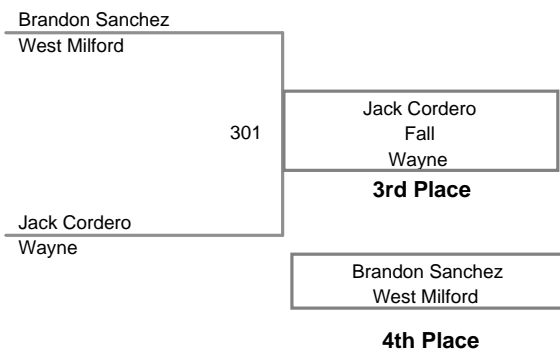 Brandon Sanchez
West Milford
301
Jack Cordero
Fall
Wayne
3rd Place
Jack Cordero
Wayne
Brandon Sanchez
West Milford
4th Place